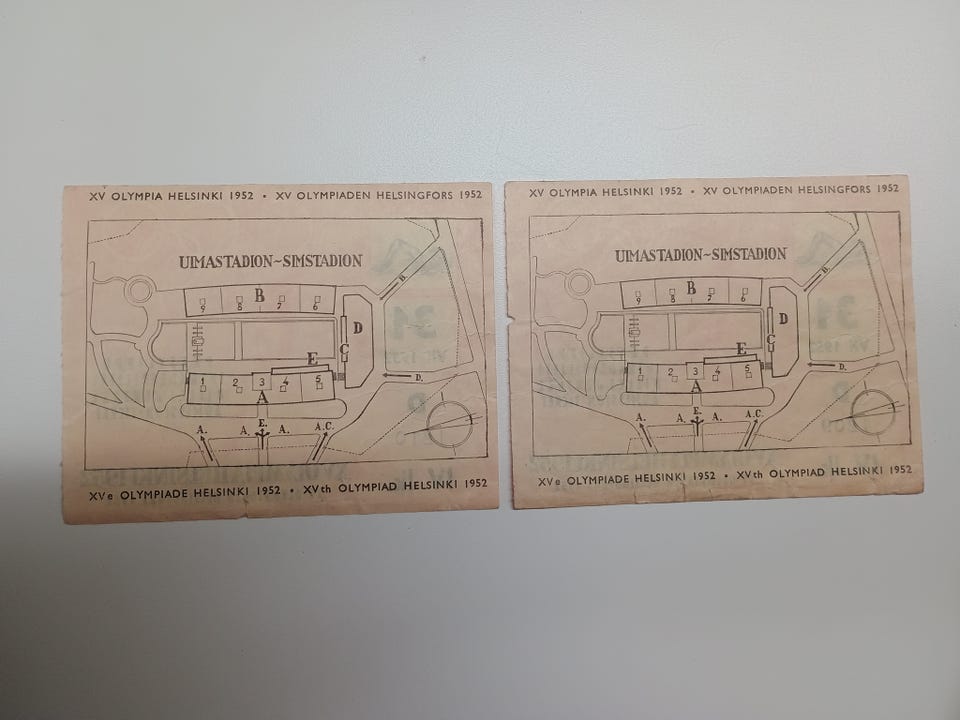 XV OLYMPIA HELSINKI 1952 • XV OLYMPIADEN HELSINGFORS 1952
UIMASTADION~SIMSTADION
B.
B
9 8 7 6
D
C
E
1 2 3 4 5
D.
A
A. A. E. A. A.C.
XVe OLYMPIADE HELSINKI 1952 • XVth OLYMPIAD HELSINKI 1952
XV OLYMPIA HELSINKI 1952 • XV OLYMPIADEN HELSINGFORS 1952
UIMASTADION~SIMSTADION
B.
B
9 8 7 6
D
C
E
1 2 3 4 5
D.
A
A. A. E. A. A.C.
XVe OLYMPIADE HELSINKI 1952 • XVth OLYMPIAD HELSINKI 1952